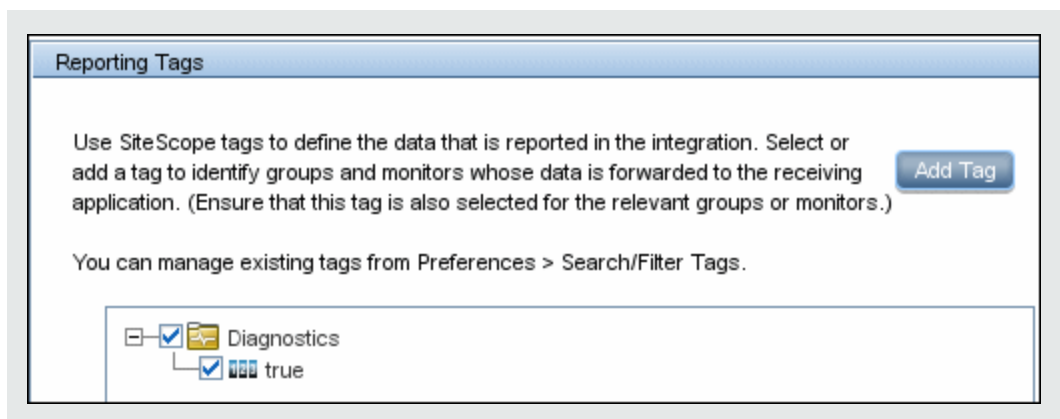 Reporting Tags
Use SiteScope tags to define the data that is reported in the integration. Select or
add a tag to identify groups and monitors whose data is forwarded to the receiving
application. (Ensure that this tag is also selected for the relevant groups or monitors.)
Add Tag
You can manage existing tags from Preferences > Search/Filter Tags.
Diagnostics
true